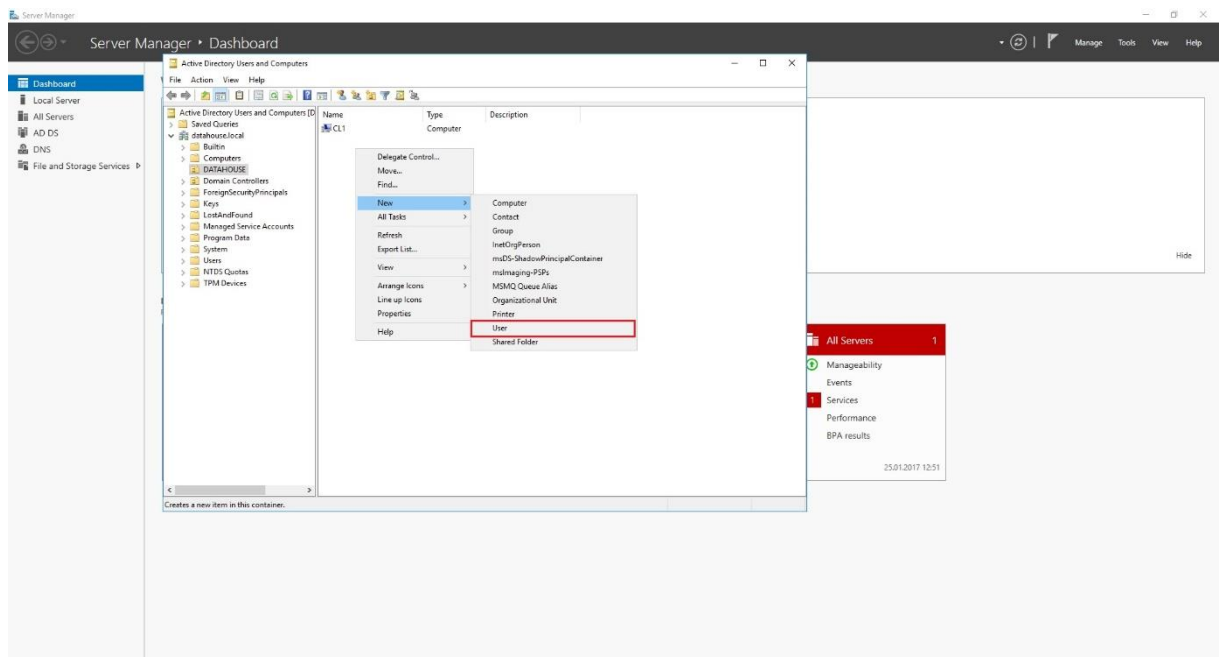 Server Manager
Server Manager • Dashboard
Manage Tools View Help
Dashboard
Local Server
All Servers
AD DS
DNS
File and Storage Services
Active Directory Users and Computers
File Action View Help
Active Directory Users and Computers [D
Saved Queries
datahouse.local
Builtin
Computers
DATAHOUSE
Domain Controllers
ForeignSecurityPrincipals
Keys
LostAndFound
Managed Service Accounts
Program Data
System
Users
NTDS Quotas
TPM Devices
Name Type Description
CL1 Computer
Delegate Control...
Move...
Find...
New
All Tasks
Refresh
Export List...
View
Arrange Icons
Line up Icons
Properties
Help
Computer
Contact
Group
InetOrgPerson
msDS-ShadowPrincipalContainer
msImaging-PSPs
MSMQ Queue Alias
Organizational Unit
Printer
User
Shared Folder
Creates a new item in this container.
Hide
All Servers 1
Manageability
Events
1 Services
Performance
BPA results
25.01.2017 12:51